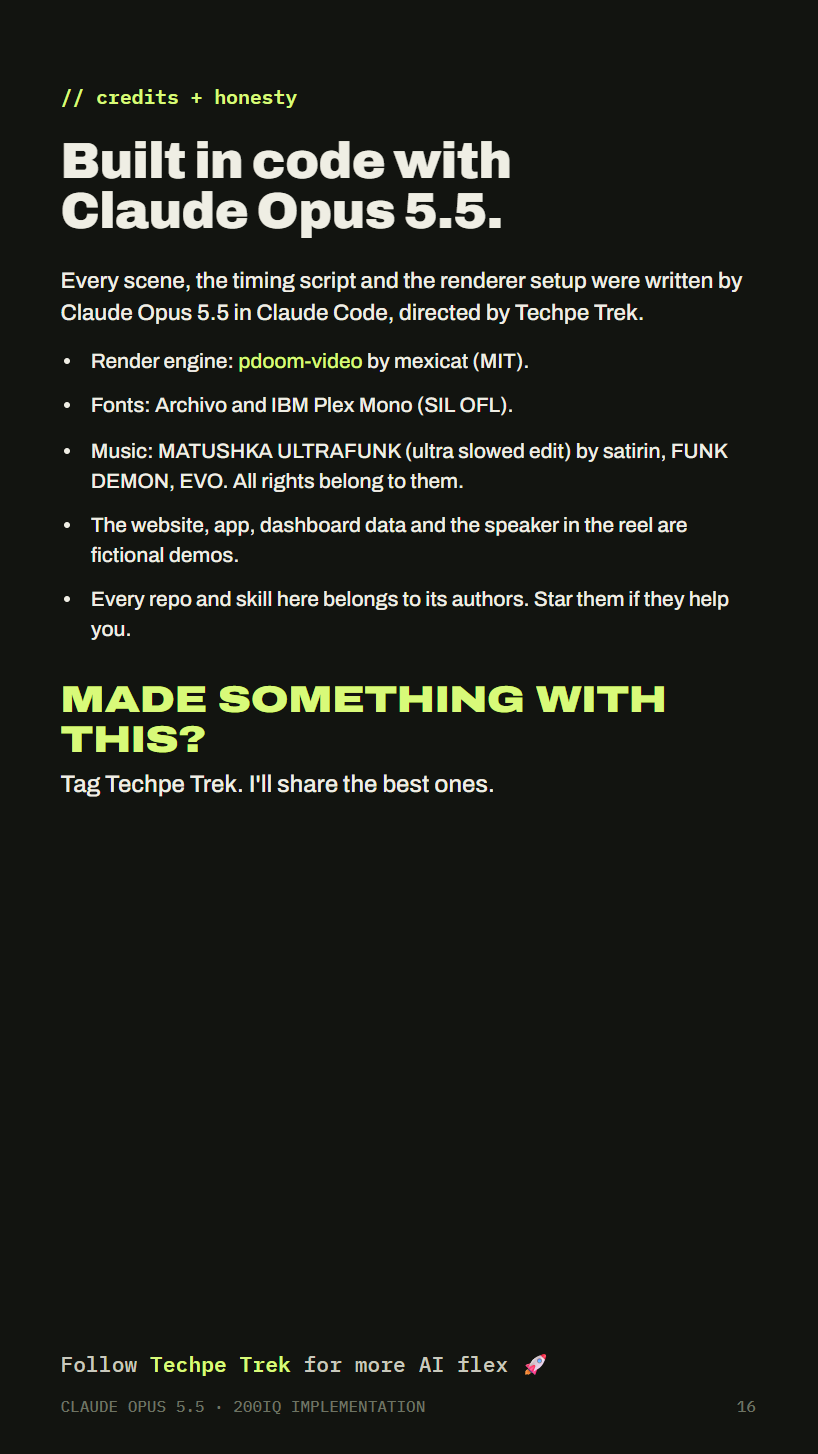 // credits + honesty
Built in code with
Claude Opus 5.5.
Every scene, the timing script and the renderer setup were written by
Claude Opus 5.5 in Claude Code, directed by Techpe Trek.
• Render engine: pdoom-video by mexicat (MIT).
• Fonts: Archivo and IBM Plex Mono (SIL OFL).
• Music: MATUSHKA ULTRAFUNK (ultra slowed edit) by satirin, FUNK
DEMON, EVO. All rights belong to them.
• The website, app, dashboard data and the speaker in the reel are
fictional demos.
• Every repo and skill here belongs to its authors. Star them if they help
you.
MADE SOMETHING WITH
THIS?
Tag Techpe Trek. I'll share the best ones.
Follow Techpe Trek for more AI flex 🚀
CLAUDE OPUS 5.5 · 200IQ IMPLEMENTATION 16